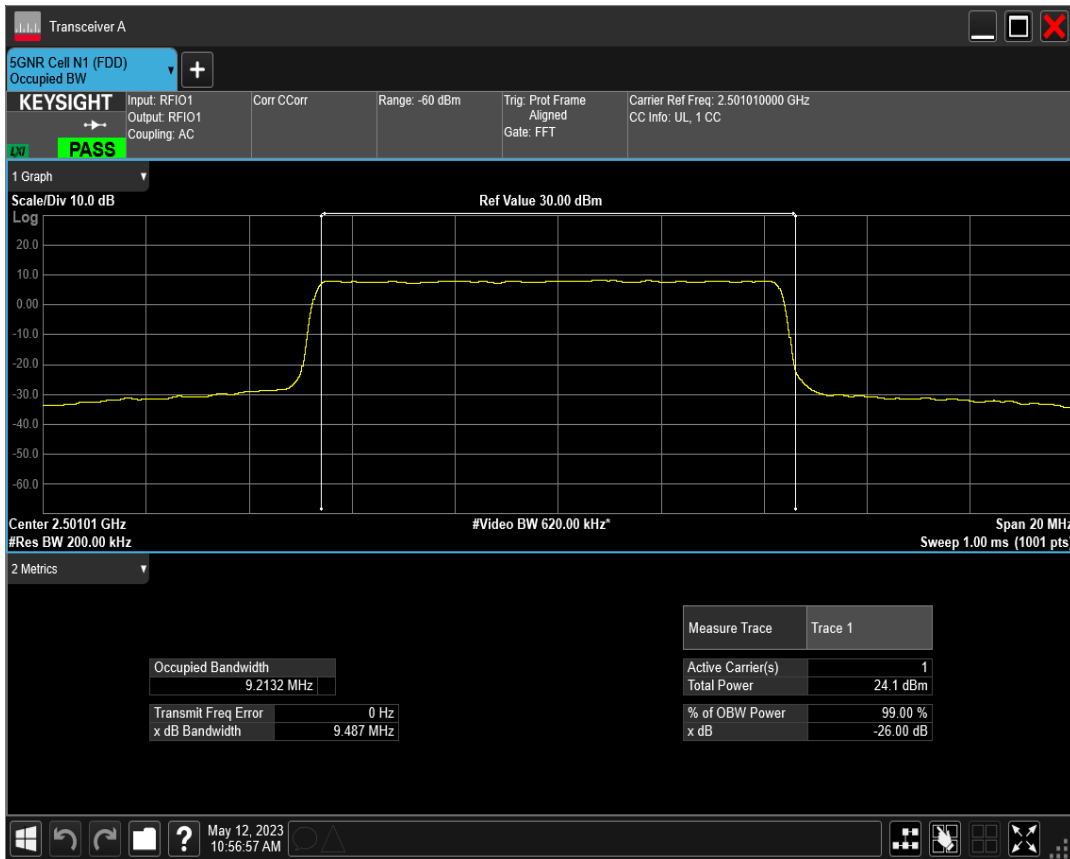 Transceiver A
5GNR Cell N1 (FDD)
Occupied BW
+
KEYSIGHT
LXI
PASS
Input: RFIO1
Output: RFIO1
Coupling: AC
Corr CCorr
Range: -60 dBm
Trig: Prot Frame
Aligned
Gate: FFT
Carrier Ref Freq: 2.501010000 GHz
CC Info: UL, 1 CC
1 Graph
Scale/Div 10.0 dB
Ref Value 30.00 dBm
Log
20.0
10.0
0.00
-10.0
-20.0
-30.0
-40.0
-50.0
-60.0
Center 2.50101 GHz
#Video BW 620.00 kHz*
Span 20 MHz
#Res BW 200.00 kHz
Sweep 1.00 ms (1001 pts)
2 Metrics
Measure Trace Trace 1
Occupied Bandwidth
9.2132 MHz
Active Carrier(s) 1
Total Power 24.1 dBm
Transmit Freq Error 0 Hz
x dB Bandwidth 9.487 MHz
% of OBW Power 99.00 %
x dB -26.00 dB
?
May 12, 2023
10:56:57 AM